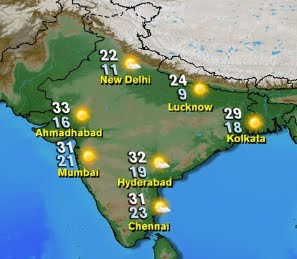 22
11
New Delhi
24
9
Lucknow
33
16
Ahmadhabad
29
18
Kolkata
31
21
Mumbai
32
19
Hyderabad
31
23
Chennai